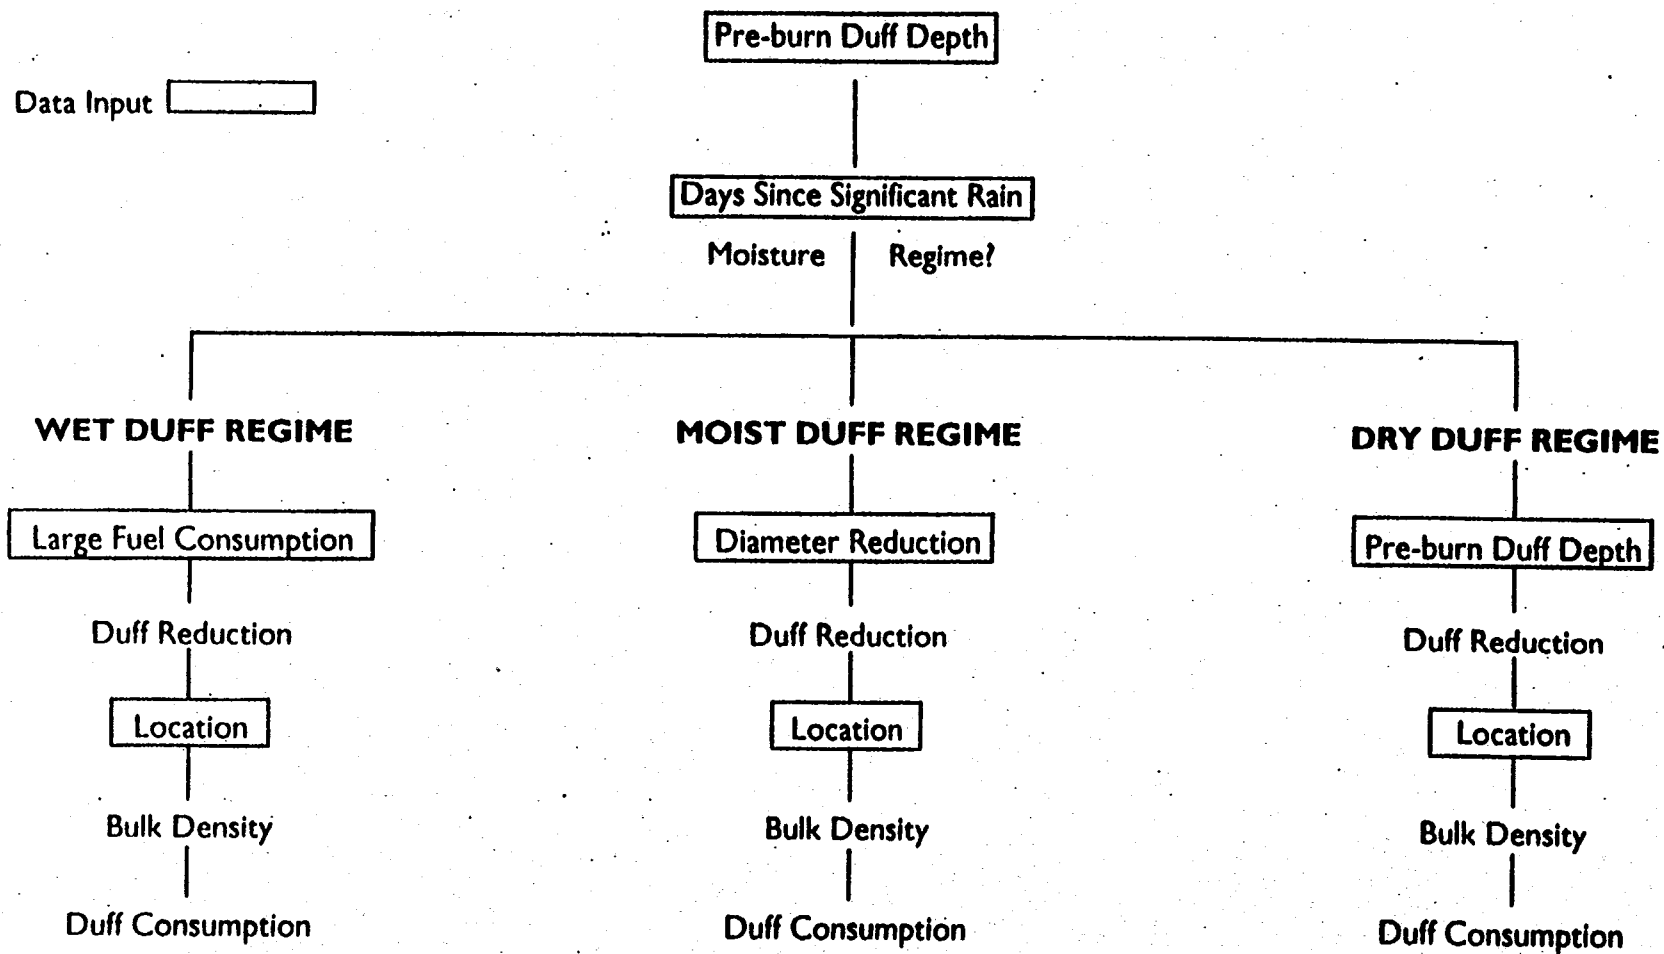 Pre-burn Duff Depth
Data Input
Days Since Significant Rain
Moisture Regime?
WET DUFF REGIME
Large Fuel Consumption
Duff Reduction
Location
Bulk Density
Duff Consumption
MOIST DUFF REGIME
Diameter Reduction
Duff Reduction
Location
Bulk Density
Duff Consumption
DRY DUFF REGIME
Pre-burn Duff Depth
Duff Reduction
Location
Bulk Density
Duff Consumption